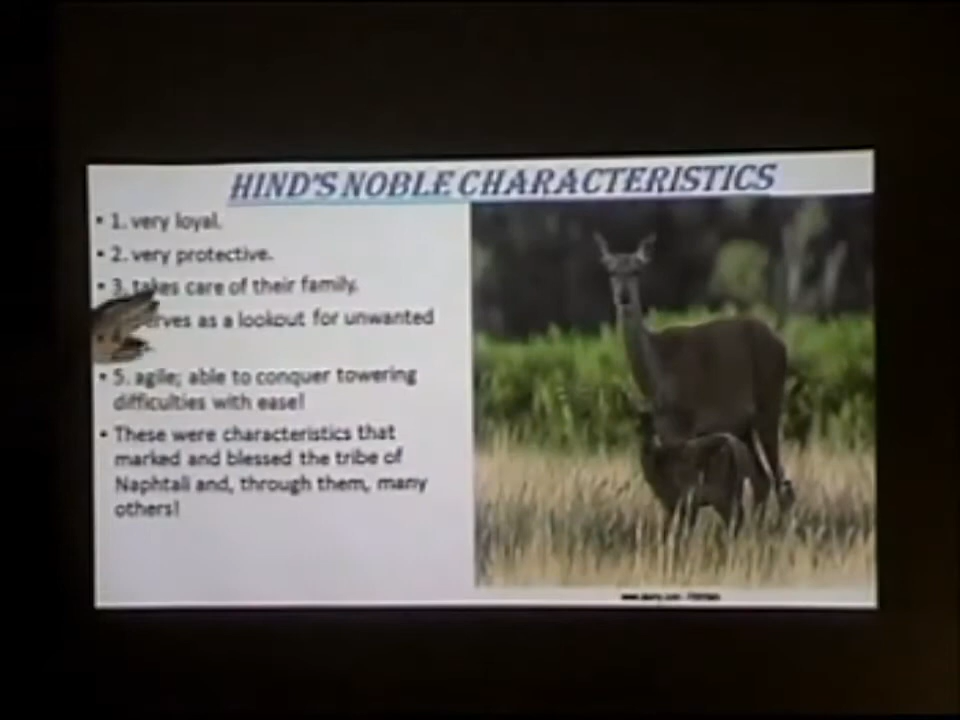 HIND'S NOBLE CHARACTERISTICS
• 1. very loyal.
• 2. very protective.
• 3. takes care of their family.
as a lookout for unwanted
• 5. agile; able to conquer towering
difficulties with ease!
• These were characteristics that
marked and blessed the tribe of
Naphtali and, through them, many
others!